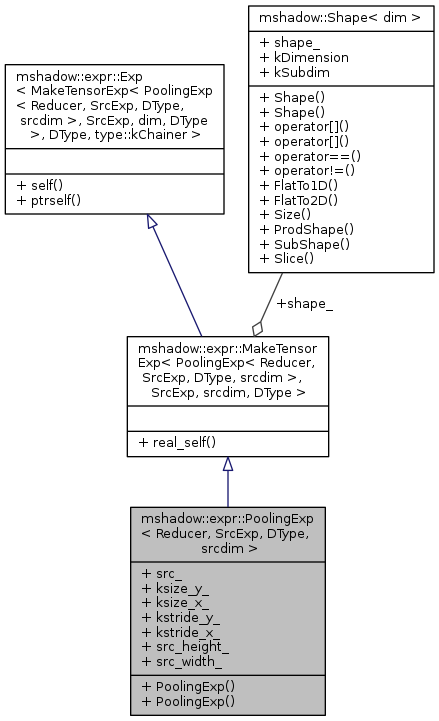 mshadow::Shape< dim >
+ shape_
+ kDimension
+ kSubdim
+ Shape()
+ Shape()
+ operator[]()
+ operator[]()
+ operator==()
+ operator!=()
+ FlatTo1D()
+ FlatTo2D()
+ Size()
+ ProdShape()
+ SubShape()
+ Slice()
mshadow::expr::Exp
< MakeTensorExp< PoolingExp
< Reducer, SrcExp, DType,
srcdim >, SrcExp, dim, DType
>, DType, type::kChainer >
+ self()
+ ptrself()
+shape_
mshadow::expr::MakeTensor
Exp< PoolingExp< Reducer,
SrcExp, DType, srcdim >,
SrcExp, srcdim, DType >
+ real_self()
mshadow::expr::PoolingExp
< Reducer, SrcExp, DType,
srcdim >
+ src_
+ ksize_y_
+ ksize_x_
+ kstride_y_
+ kstride_x_
+ src_height_
+ src_width_
+ PoolingExp()
+ PoolingExp()